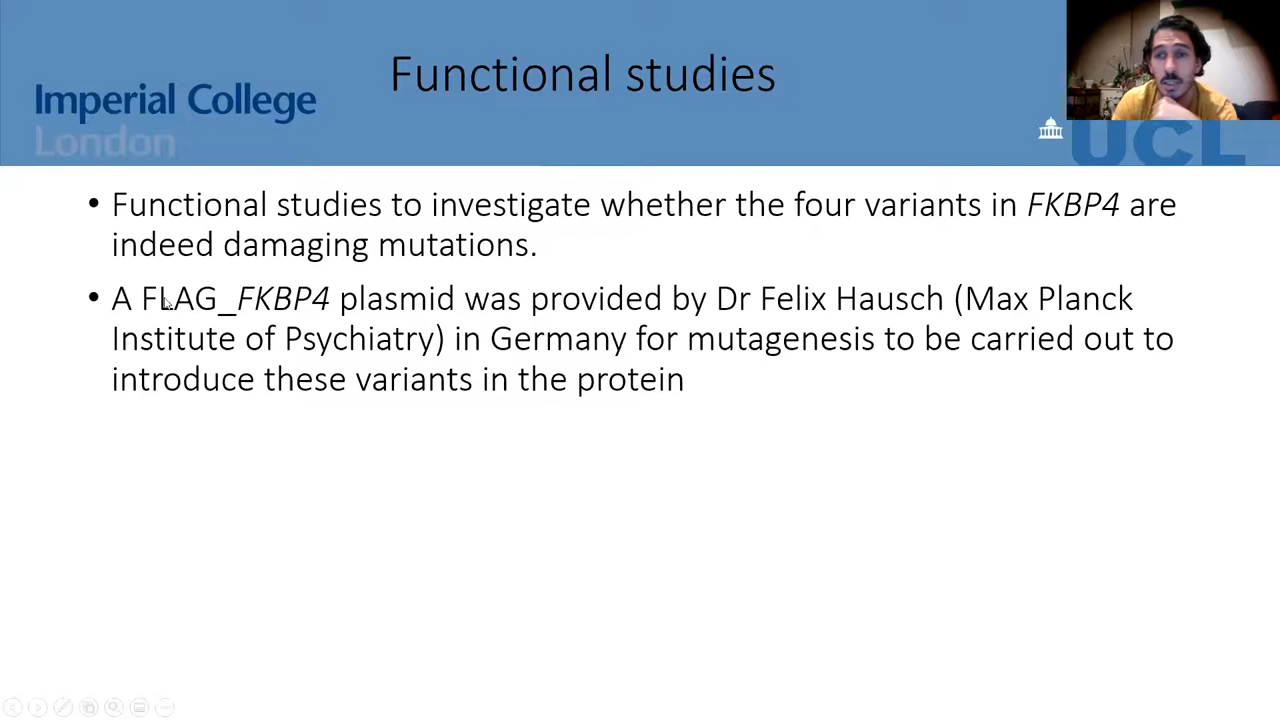 Functional studies
Imperial College
London
UCL
• Functional studies to investigate whether the four variants in FKBP4 are
indeed damaging mutations.
• A FLAG_FKBP4 plasmid was provided by Dr Felix Hausch (Max Planck
Institute of Psychiatry) in Germany for mutagenesis to be carried out to
introduce these variants in the protein